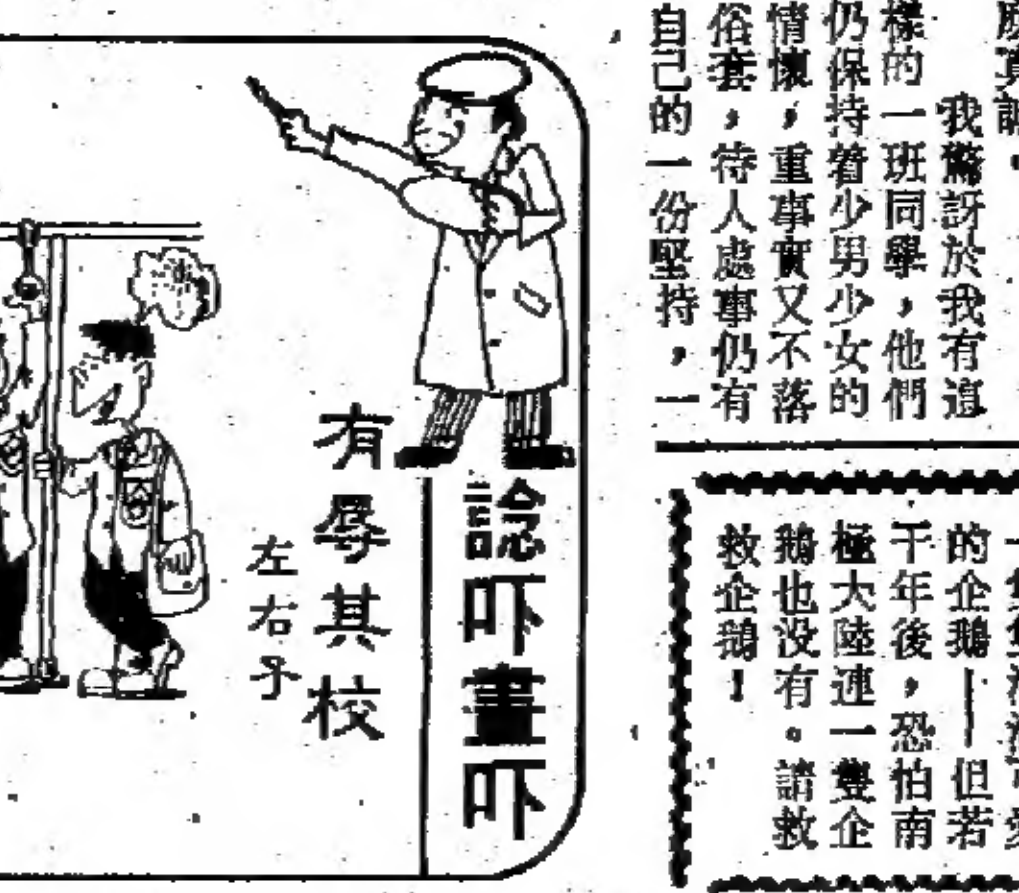 我驚訝於我有這
樣的一班同學，他們
仍保持着少男少女的
情懷，重事實又不落
俗套，待人處事仍有
自己的一份堅持，一
的企鵝──但若
干年後，恐怕南
極大陸連一隻企
鵝也没有。請救
救企鵝！
諗吓畫吓
有辱其校
左右子